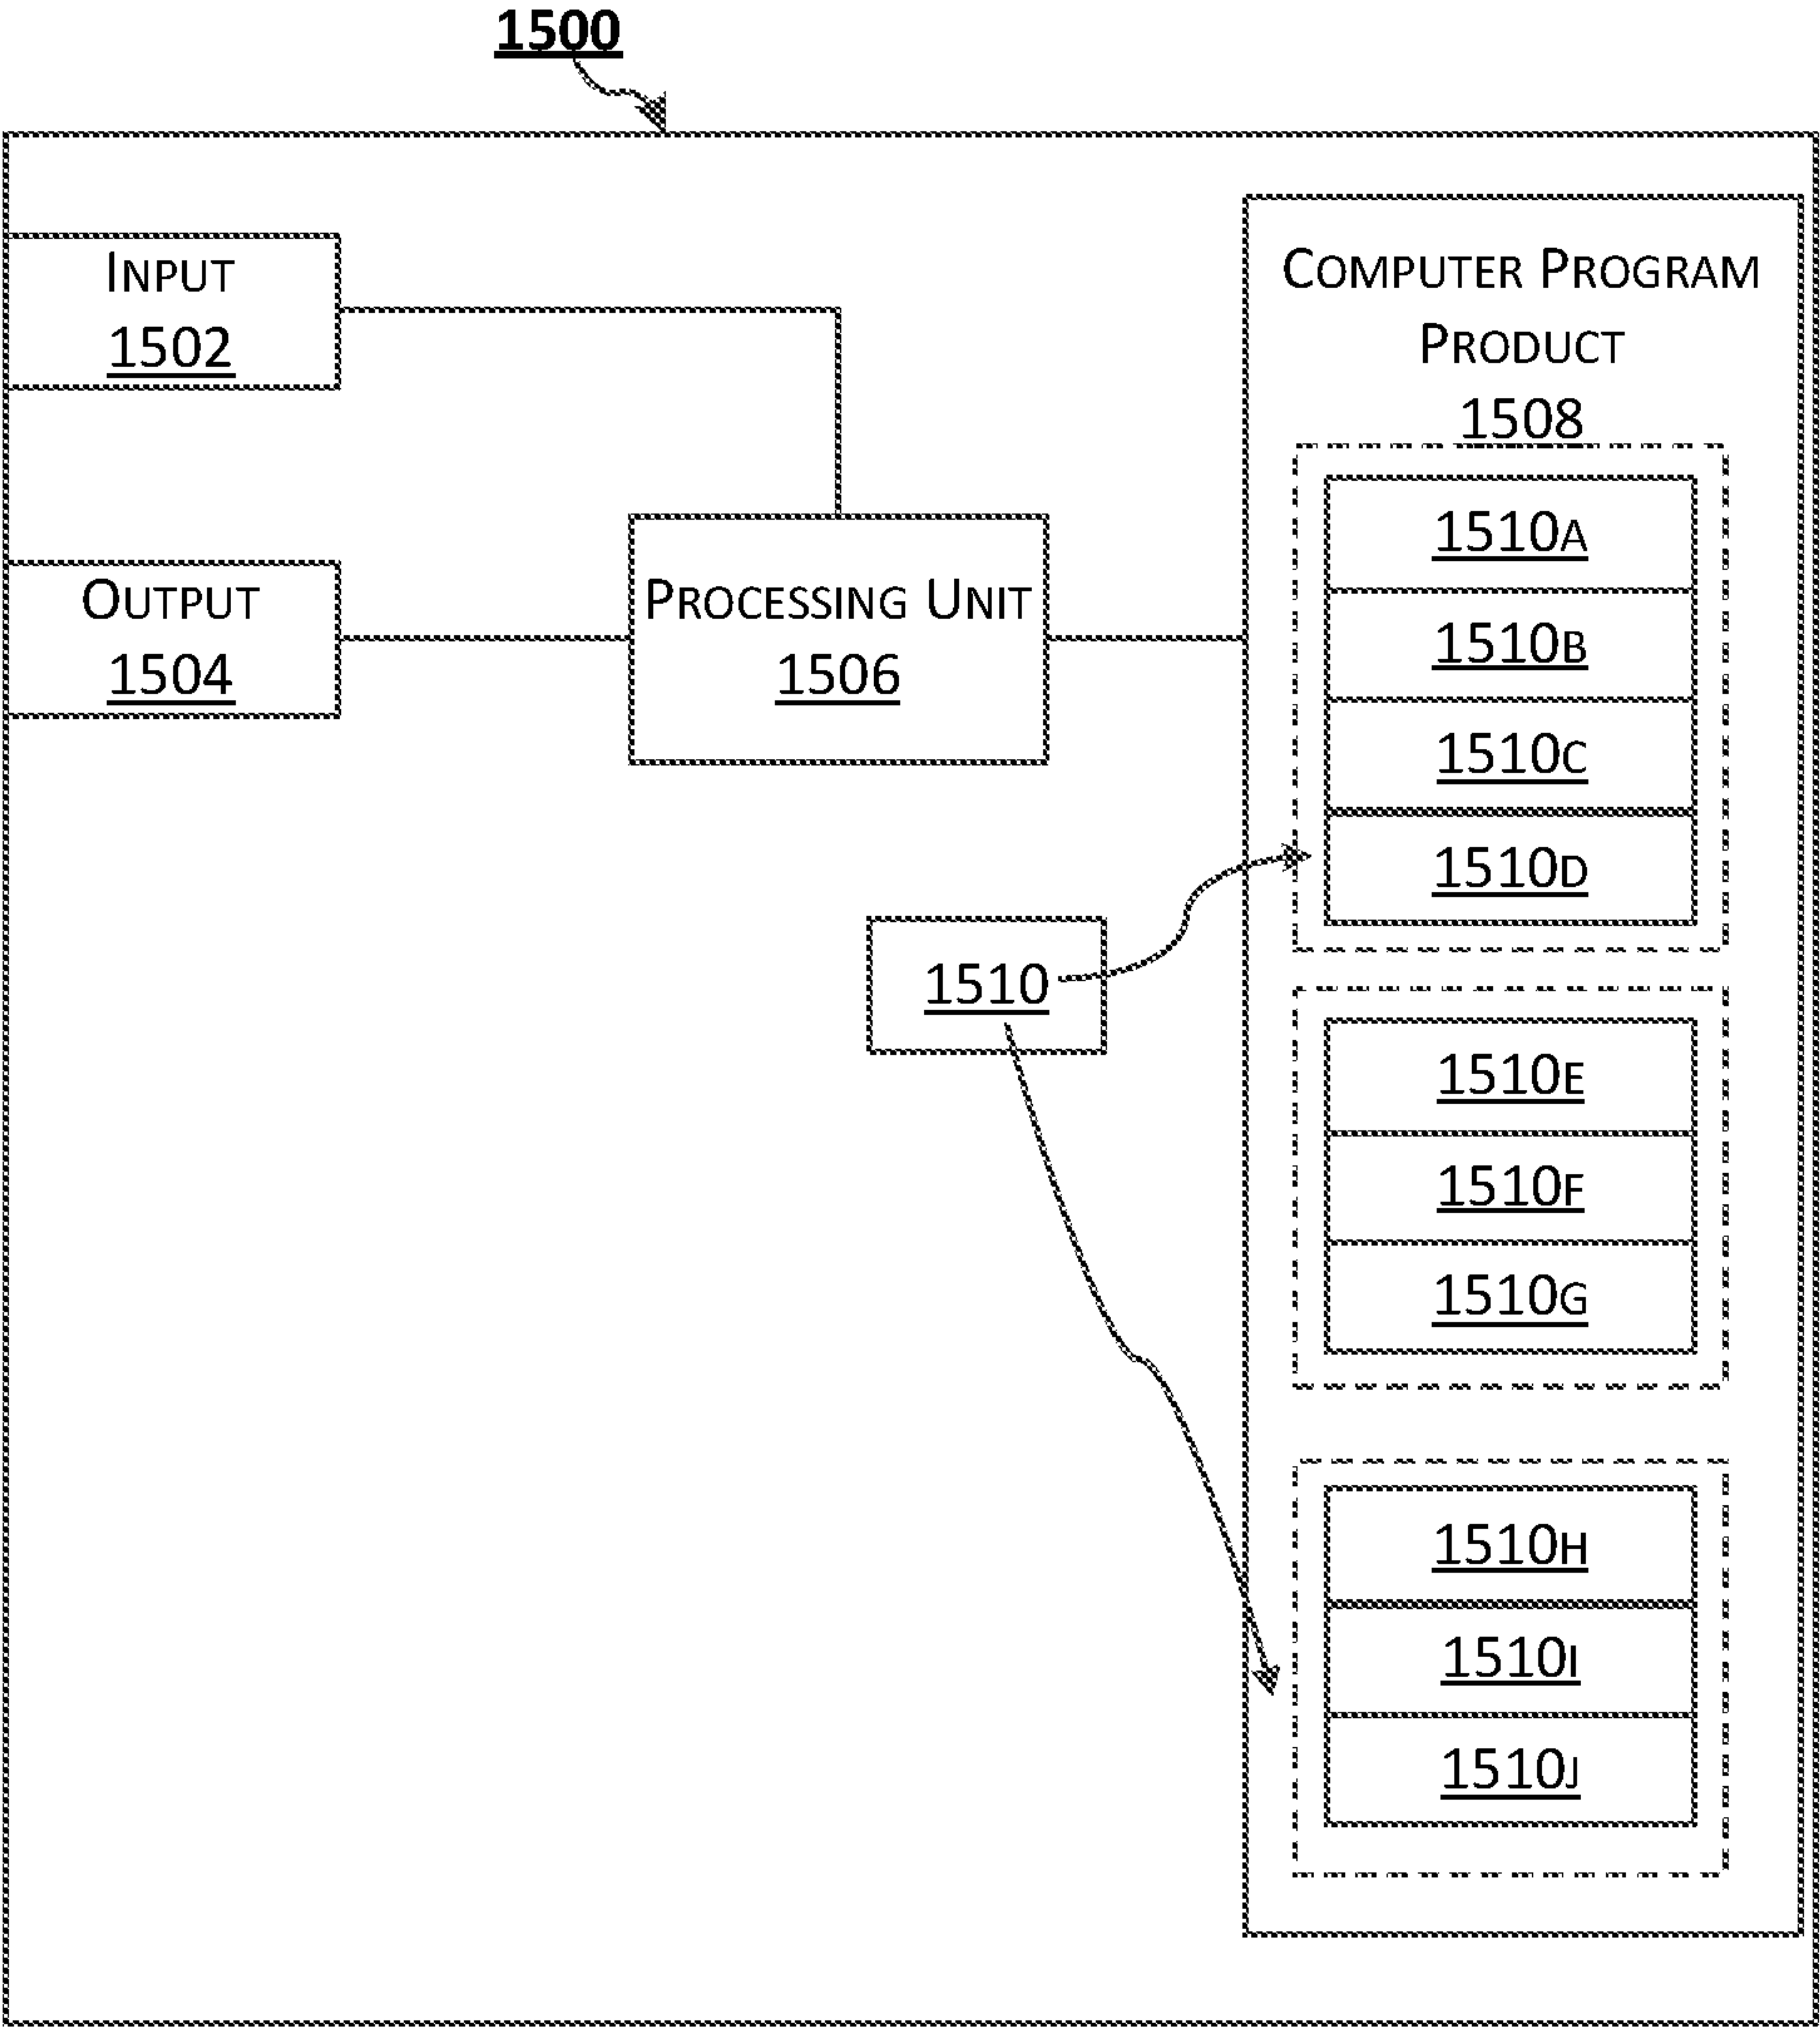 1500
INPUT
1502
OUTPUT
1504
PROCESSING UNIT
1506
COMPUTER PROGRAM
PRODUCT
1508
1510A
1510B
1510C
1510D
1510
1510E
1510F
1510G
1510H
1510I
1510J